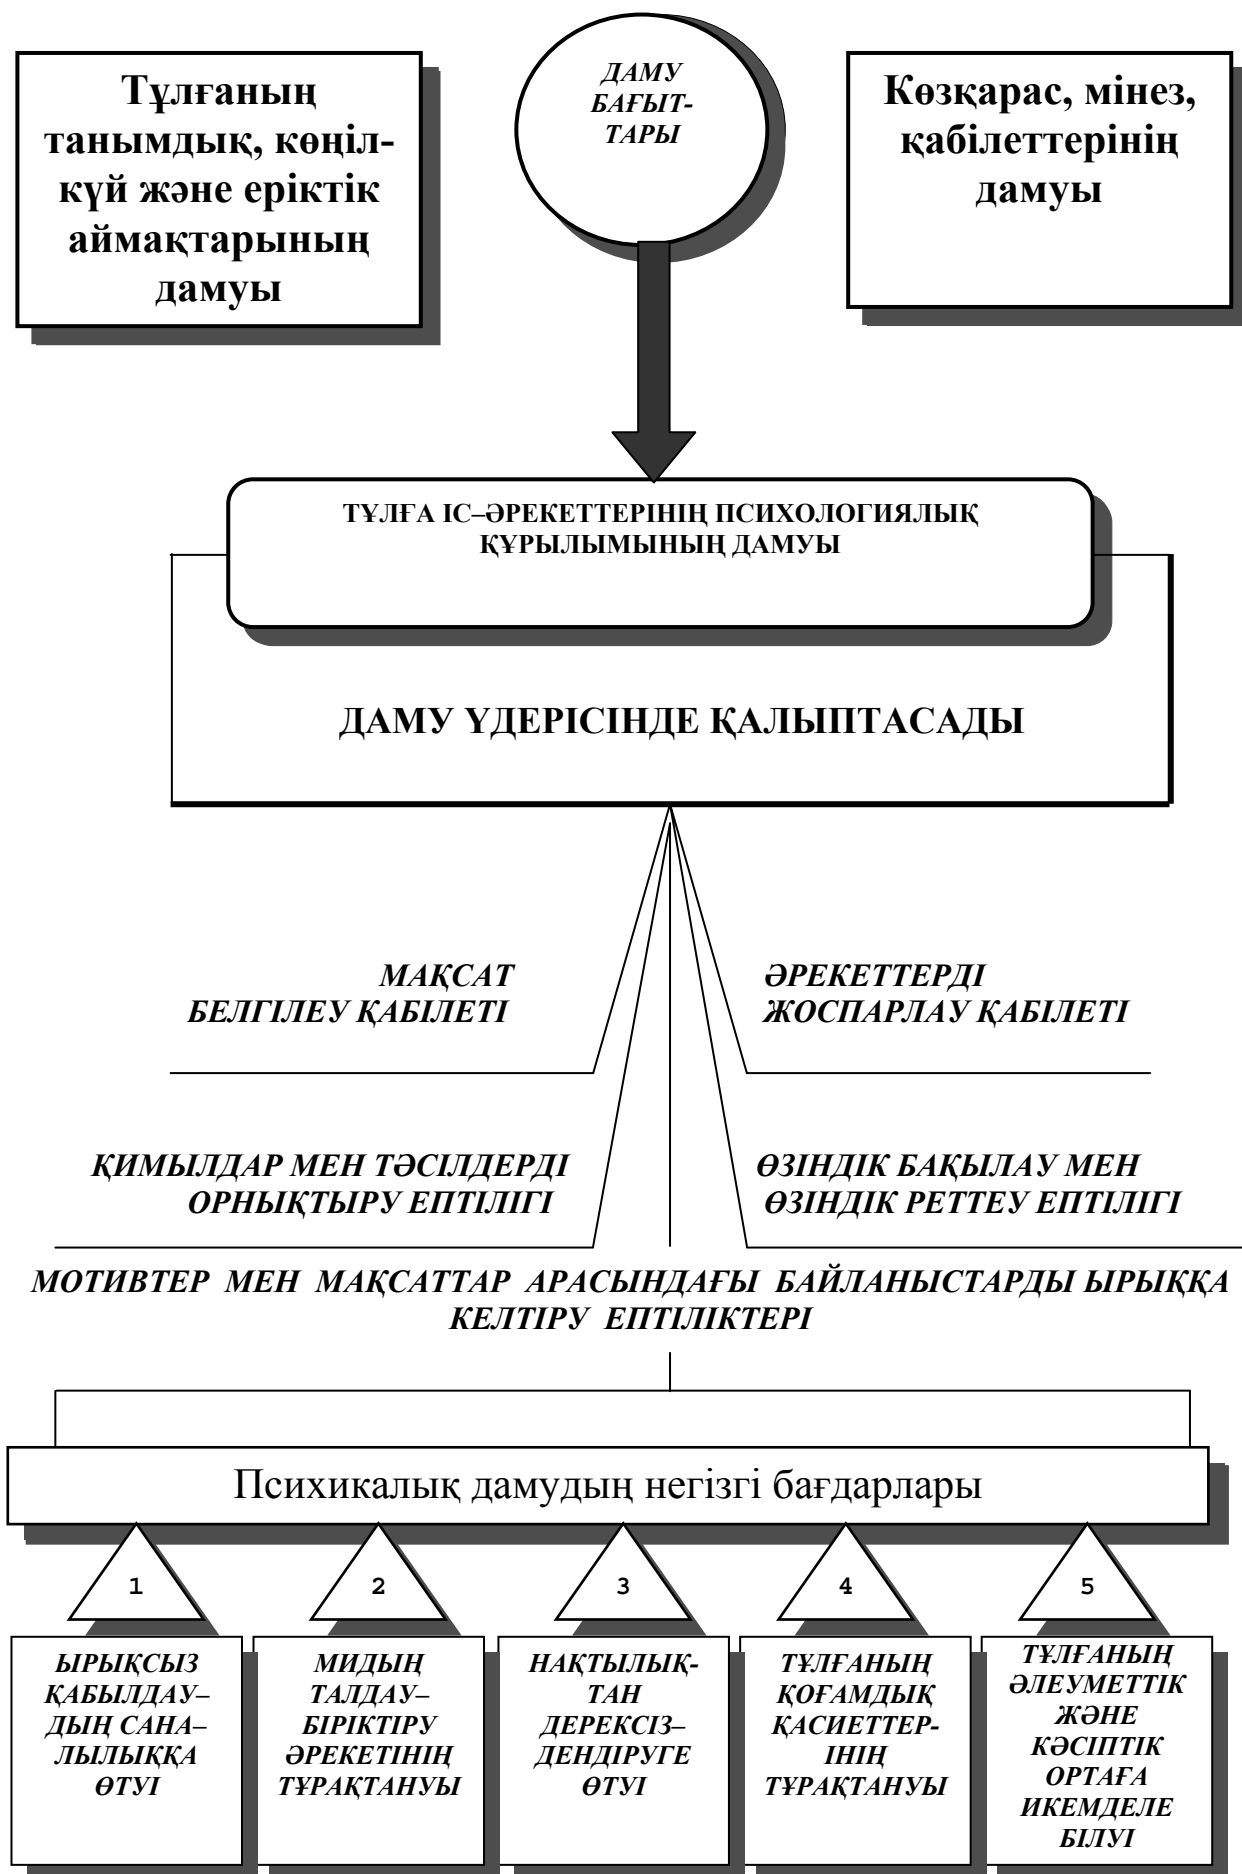 Тұлғаның
танымдық, көңіл-
күй және еріктік
аймақтарының
дамуы
ДАМУ
БАҒЫТ-
ТАРЫ
Көзқарас, мінез,
қабілеттерінің
дамуы
ТҰЛҒА ІС–ӘРЕКЕТТЕРІНІҢ ПСИХОЛОГИЯЛЫҚ
ҚҰРЫЛЫМЫНЫҢ ДАМУЫ
ДАМУ ҮДЕРІСІНДЕ ҚАЛЫПТАСАДЫ
МАҚСАТ
БЕЛГІЛЕУ ҚАБІЛЕТІ
ӘРЕКЕТТЕРДІ
ЖОСПАРЛАУ ҚАБІЛЕТІ
ҚИМЫЛДАР МЕН ТӘСІЛДЕРДІ
ОРНЫҚТЫРУ ЕПТІЛІГІ
ӨЗІНДІК БАҚЫЛАУ МЕН
ӨЗІНДІК РЕТТЕУ ЕПТІЛІГІ
МОТИВТЕР МЕН МАҚСАТТАР АРАСЫНДАҒЫ БАЙЛАНЫСТАРДЫ ЫРЫҚҚА
КЕЛТІРУ ЕПТІЛІКТЕРІ
Психикалық дамудың негізгі бағдарлары
1
ЫРЫҚСЫЗ
ҚАБЫЛДАУ–
ДЫҢ САНА–
ЛЫЛЫҚҚА
ӨТУІ
2
МИДЫҢ
ТАЛДАУ–
БІРІКТІРУ
ӘРЕКЕТІНІҢ
ТҰРАҚТАНУЫ
3
НАҚТЫЛЫҚ-
ТАН
ДЕРЕКСІЗ–
ДЕНДІРУГЕ
ӨТУІ
4
ТҰЛҒАНЫҢ
ҚОҒАМДЫҚ
ҚАСИЕТТЕР-
ІНІҢ
ТҰРАҚТАНУЫ
5
ТҰЛҒАНЫҢ
ӘЛЕУМЕТТІК
ЖӘНЕ
КӘСІПТІК
ОРТАҒА
ИКЕМДЕЛЕ
БІЛУІ